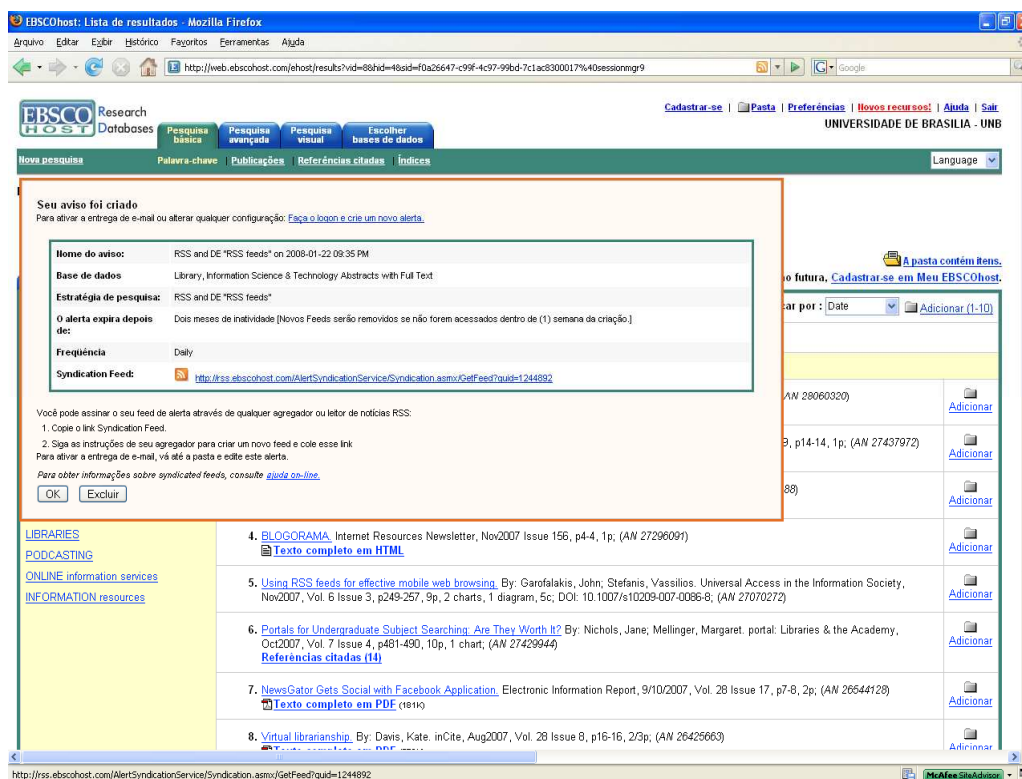 EBSCOhost: Lista de resultados - Mozilla Firefox
Arquivo Editar Exibir Histórico Favoritos Ferramentas Ajuda
http://web.ebscohost.com/ehost/results?vid=8&hid=4&sid=f0a26647-c99f-4c97-99bd-7c1ac8300017%40sessionmgr9
Google
Cadastrar-se | Pasta | Preferências | Novos recursos! | Ajuda | Sair
UNIVERSIDADE DE BRASILIA - UNB
EBSCO HOST Research Databases
Pesquisa básica Pesquisa avançada Pesquisa visual Escolher bases de dados
Nova pesquisa Palavra-chave | Publicações | Referências citadas | Índices Language
Seu aviso foi criado
Para ativar a entrega de e-mail ou alterar qualquer configuração: Faça o logon e crie um novo alerta.
Nome do aviso: RSS and DE "RSS feeds" on 2008-01-22 09:35 PM
Base de dados Library, Information Science & Technology Abstracts with Full Text
Estratégia de pesquisa: RSS and DE "RSS feeds"
O alerta expira depois de: Dois meses de inatividade [Novos Feeds serão removidos se não forem acessados dentro de (1) semana da criação.]
Freqüência Daily
Syndication Feed: http://rss.ebscohost.com/AlertSyndicationService/Syndication.asmx/GetFeed?guid=1244892
Você pode assinar o seu feed de alerta através de qualquer agregador ou leitor de notícias RSS:
1. Copie o link Syndication Feed.
2. Siga as instruções de seu agregador para criar um novo feed e cole esse link
Para ativar a entrega de e-mail, vá até a pasta e edite este alerta.
Para obter informações sobre syndicated feeds, consulte ajuda on-line.
OK Excluir
A pasta contém itens.
futura, Cadastrar-se em Meu EBSCOhost.
por : Date Adicionar (1-10)
AN 28060320)
Adicionar
9, p14-14, 1p; (AN 27437972)
Adicionar
88)
Adicionar
LIBRARIES
PODCASTING
ONLINE information services
INFORMATION resources
4. BLOGORAMA. Internet Resources Newsletter, Nov2007 Issue 156, p4-4, 1p; (AN 27296091)
Texto completo em HTML
Adicionar
5. Using RSS feeds for effective mobile web browsing. By: Garofalakis, John; Stefanis, Vassilios. Universal Access in the Information Society,
Nov2007, Vol. 6 Issue 3, p249-257, 9p, 2 charts, 1 diagram, 5c; DOI: 10.1007/s10209-007-0086-8; (AN 27070272)
Adicionar
6. Portals for Undergraduate Subject Searching: Are They Worth It? By: Nichols, Jane; Mellinger, Margaret. portal: Libraries & the Academy,
Oct2007, Vol. 7 Issue 4, p481-490, 10p, 1 chart; (AN 27429944)
Referências citadas (14)
Adicionar
7. NewsGator Gets Social with Facebook Application. Electronic Information Report, 9/10/2007, Vol. 28 Issue 17, p7-8, 2p; (AN 26544128)
Texto completo em PDF (181K)
Adicionar
8. Virtual librarianship. By: Davis, Kate. inCite, Aug2007, Vol. 28 Issue 8, p16-16, 2/3p; (AN 26425663)
Adicionar
http://rss.ebscohost.com/AlertSyndicationService/Syndication.asmx/GetFeed?guid=1244892
McAfee SiteAdvisor